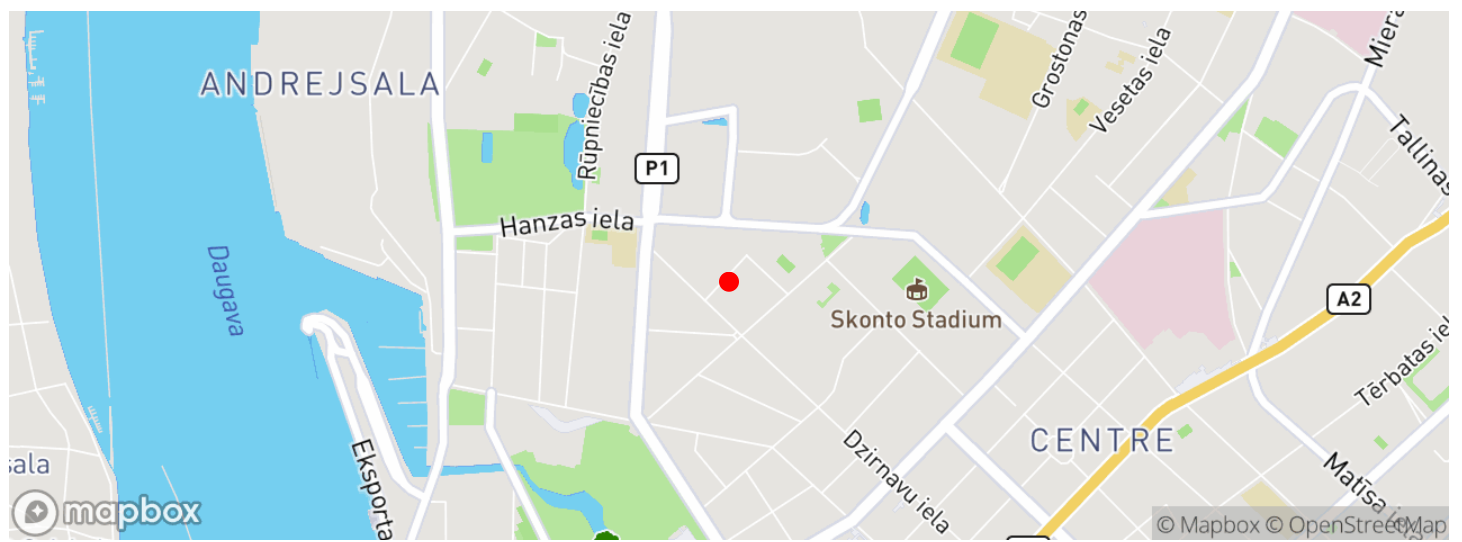 ANDREJSALA
Rūpniecības iela
Grostonas
Vesetas iela
Miera
Tallinas
P1
Hanzas iela
Daugava
Skonto Stadium
A2
Tērbatas iela
CENTRE
Dzirnavu iela
Matīsa iela
Eksporta
sala
mapbox
© Mapbox © OpenStreetMap